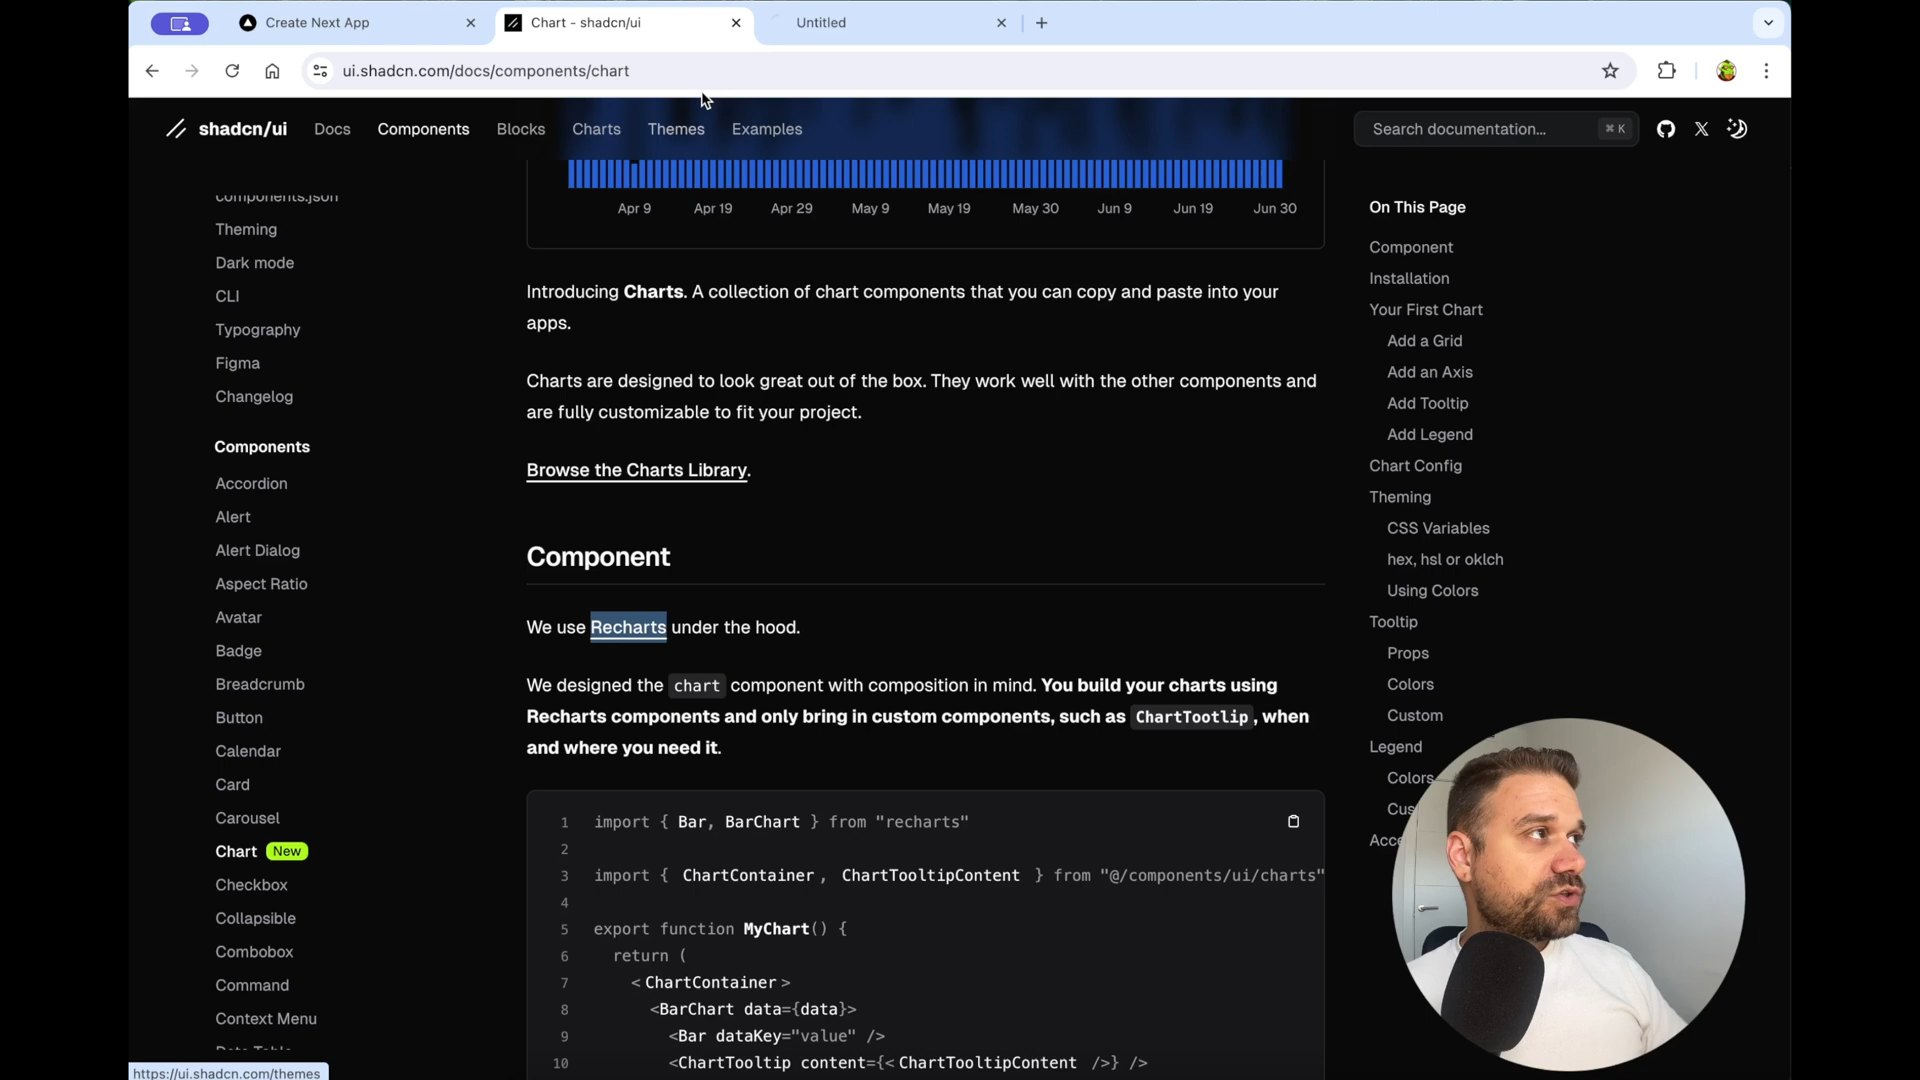 Create Next App
Chart - shadcn/ui
Untitled
ui.shadcn.com/docs/components/chart
shadcn/ui
Docs
Components
Blocks
Charts
Themes
Examples
Search documentation...
⌘ K
components.json
Theming
Dark mode
CLI
Typography
Figma
Changelog
Components
Accordion
Alert
Alert Dialog
Aspect Ratio
Avatar
Badge
Breadcrumb
Button
Calendar
Card
Carousel
Chart New
Checkbox
Collapsible
Combobox
Command
Context Menu
Data Table
https://ui.shadcn.com/themes
Apr 9 Apr 19 Apr 29 May 9 May 19 May 30 Jun 9 Jun 19 Jun 30
Introducing Charts. A collection of chart components that you can copy and paste into your
apps.
Charts are designed to look great out of the box. They work well with the other components and
are fully customizable to fit your project.
Browse the Charts Library.
Component
We use Recharts under the hood.
We designed the chart component with composition in mind. You build your charts using
Recharts components and only bring in custom components, such as ChartTootlip, when
and where you need it.
1 import { Bar, BarChart } from "recharts"
2
3 import { ChartContainer, ChartTooltipContent } from "@/components/ui/charts"
4
5 export function MyChart() {
6 return (
7 <ChartContainer>
8 <BarChart data={data}>
9 <Bar dataKey="value" />
10 <ChartTooltip content={<ChartTooltipContent />} />
On This Page
Component
Installation
Your First Chart
Add a Grid
Add an Axis
Add Tooltip
Add Legend
Chart Config
Theming
CSS Variables
hex, hsl or oklch
Using Colors
Tooltip
Props
Colors
Custom
Legend
Colors
Cus
Acc